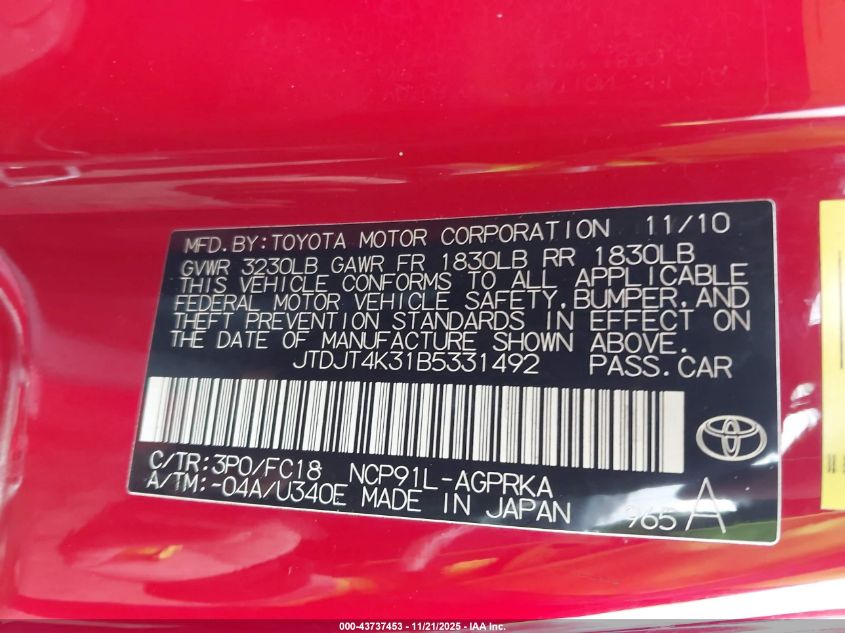 MFD. BY: TOYOTA MOTOR CORPORATION 11/10
GVWR 3230LB GAWR FR 1830LB RR 1830LB
THIS VEHICLE CONFORMS TO ALL APPLICABLE
FEDERAL MOTOR VEHICLE SAFETY, BUMPER, AND
THEFT PREVENTION STANDARDS IN EFFECT ON
THE DATE OF MANUFACTURE SHOWN ABOVE.
JTDJT4K31B5331492 PASS. CAR
C/TR: 3P0/FC18 NCP91L-AGPRKA
A/TM: -04A/U340E MADE IN JAPAN 965 A
000-43737453 - 11/21/2025 - IAA Inc.